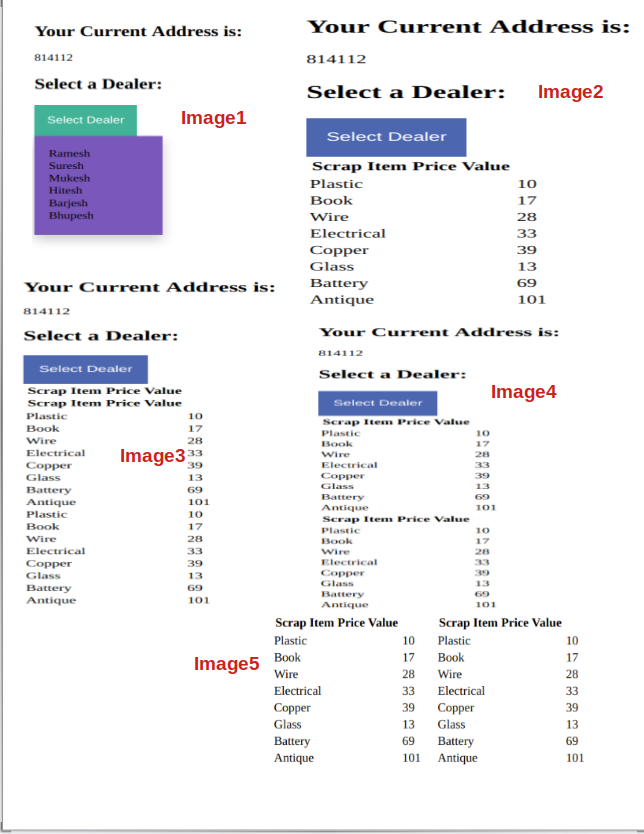 Your Current Address is:
814112
Select a Dealer:
Select Dealer
Image1
Ramesh
Suresh
Mukesh
Hitesh
Barjesh
Bhupesh
Your Current Address is:
814112
Select a Dealer:
Image2
Select Dealer
Scrap Item Price Value
Plastic 10
Book 17
Wire 28
Electrical 33
Copper 39
Glass 13
Battery 69
Antique 101
Your Current Address is:
814112
Select a Dealer:
Select Dealer
Scrap Item Price Value
Scrap Item Price Value
Plastic 10
Book 17
Wire 28
Electrical 33
Image3
Copper 39
Glass 13
Battery 69
Antique 101
Plastic 10
Book 17
Wire 28
Electrical 33
Copper 39
Glass 13
Battery 69
Antique 101
Your Current Address is:
814112
Select a Dealer:
Image4
Select Dealer
Scrap Item Price Value
Plastic 10
Book 17
Wire 28
Electrical 33
Copper 39
Glass 13
Battery 69
Antique 101
Scrap Item Price Value
Plastic 10
Book 17
Wire 28
Electrical 33
Copper 39
Glass 13
Battery 69
Antique 101
Image5
Scrap Item Price Value Scrap Item Price Value
Plastic 10 Plastic 10
Book 17 Book 17
Wire 28 Wire 28
Electrical 33 Electrical 33
Copper 39 Copper 39
Glass 13 Glass 13
Battery 69 Battery 69
Antique 101 Antique 101